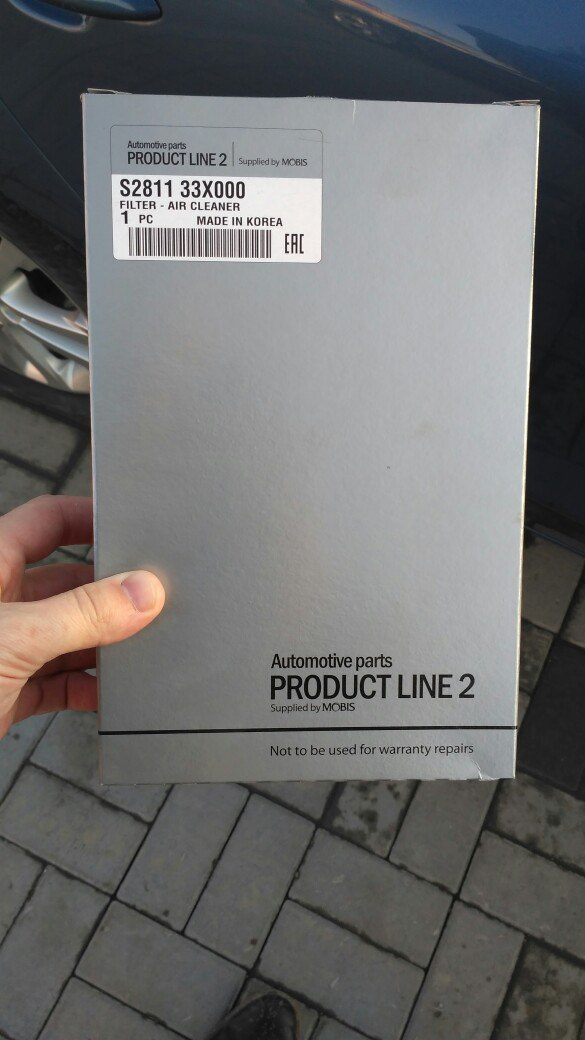 Automotive parts
PRODUCT LINE 2 | Supplied by MOBIS
S2811 33X000
FILTER - AIR CLEANER
1 PC MADE IN KOREA
EAC
Automotive parts
PRODUCT LINE 2
Supplied by MOBIS
Not to be used for warranty repairs